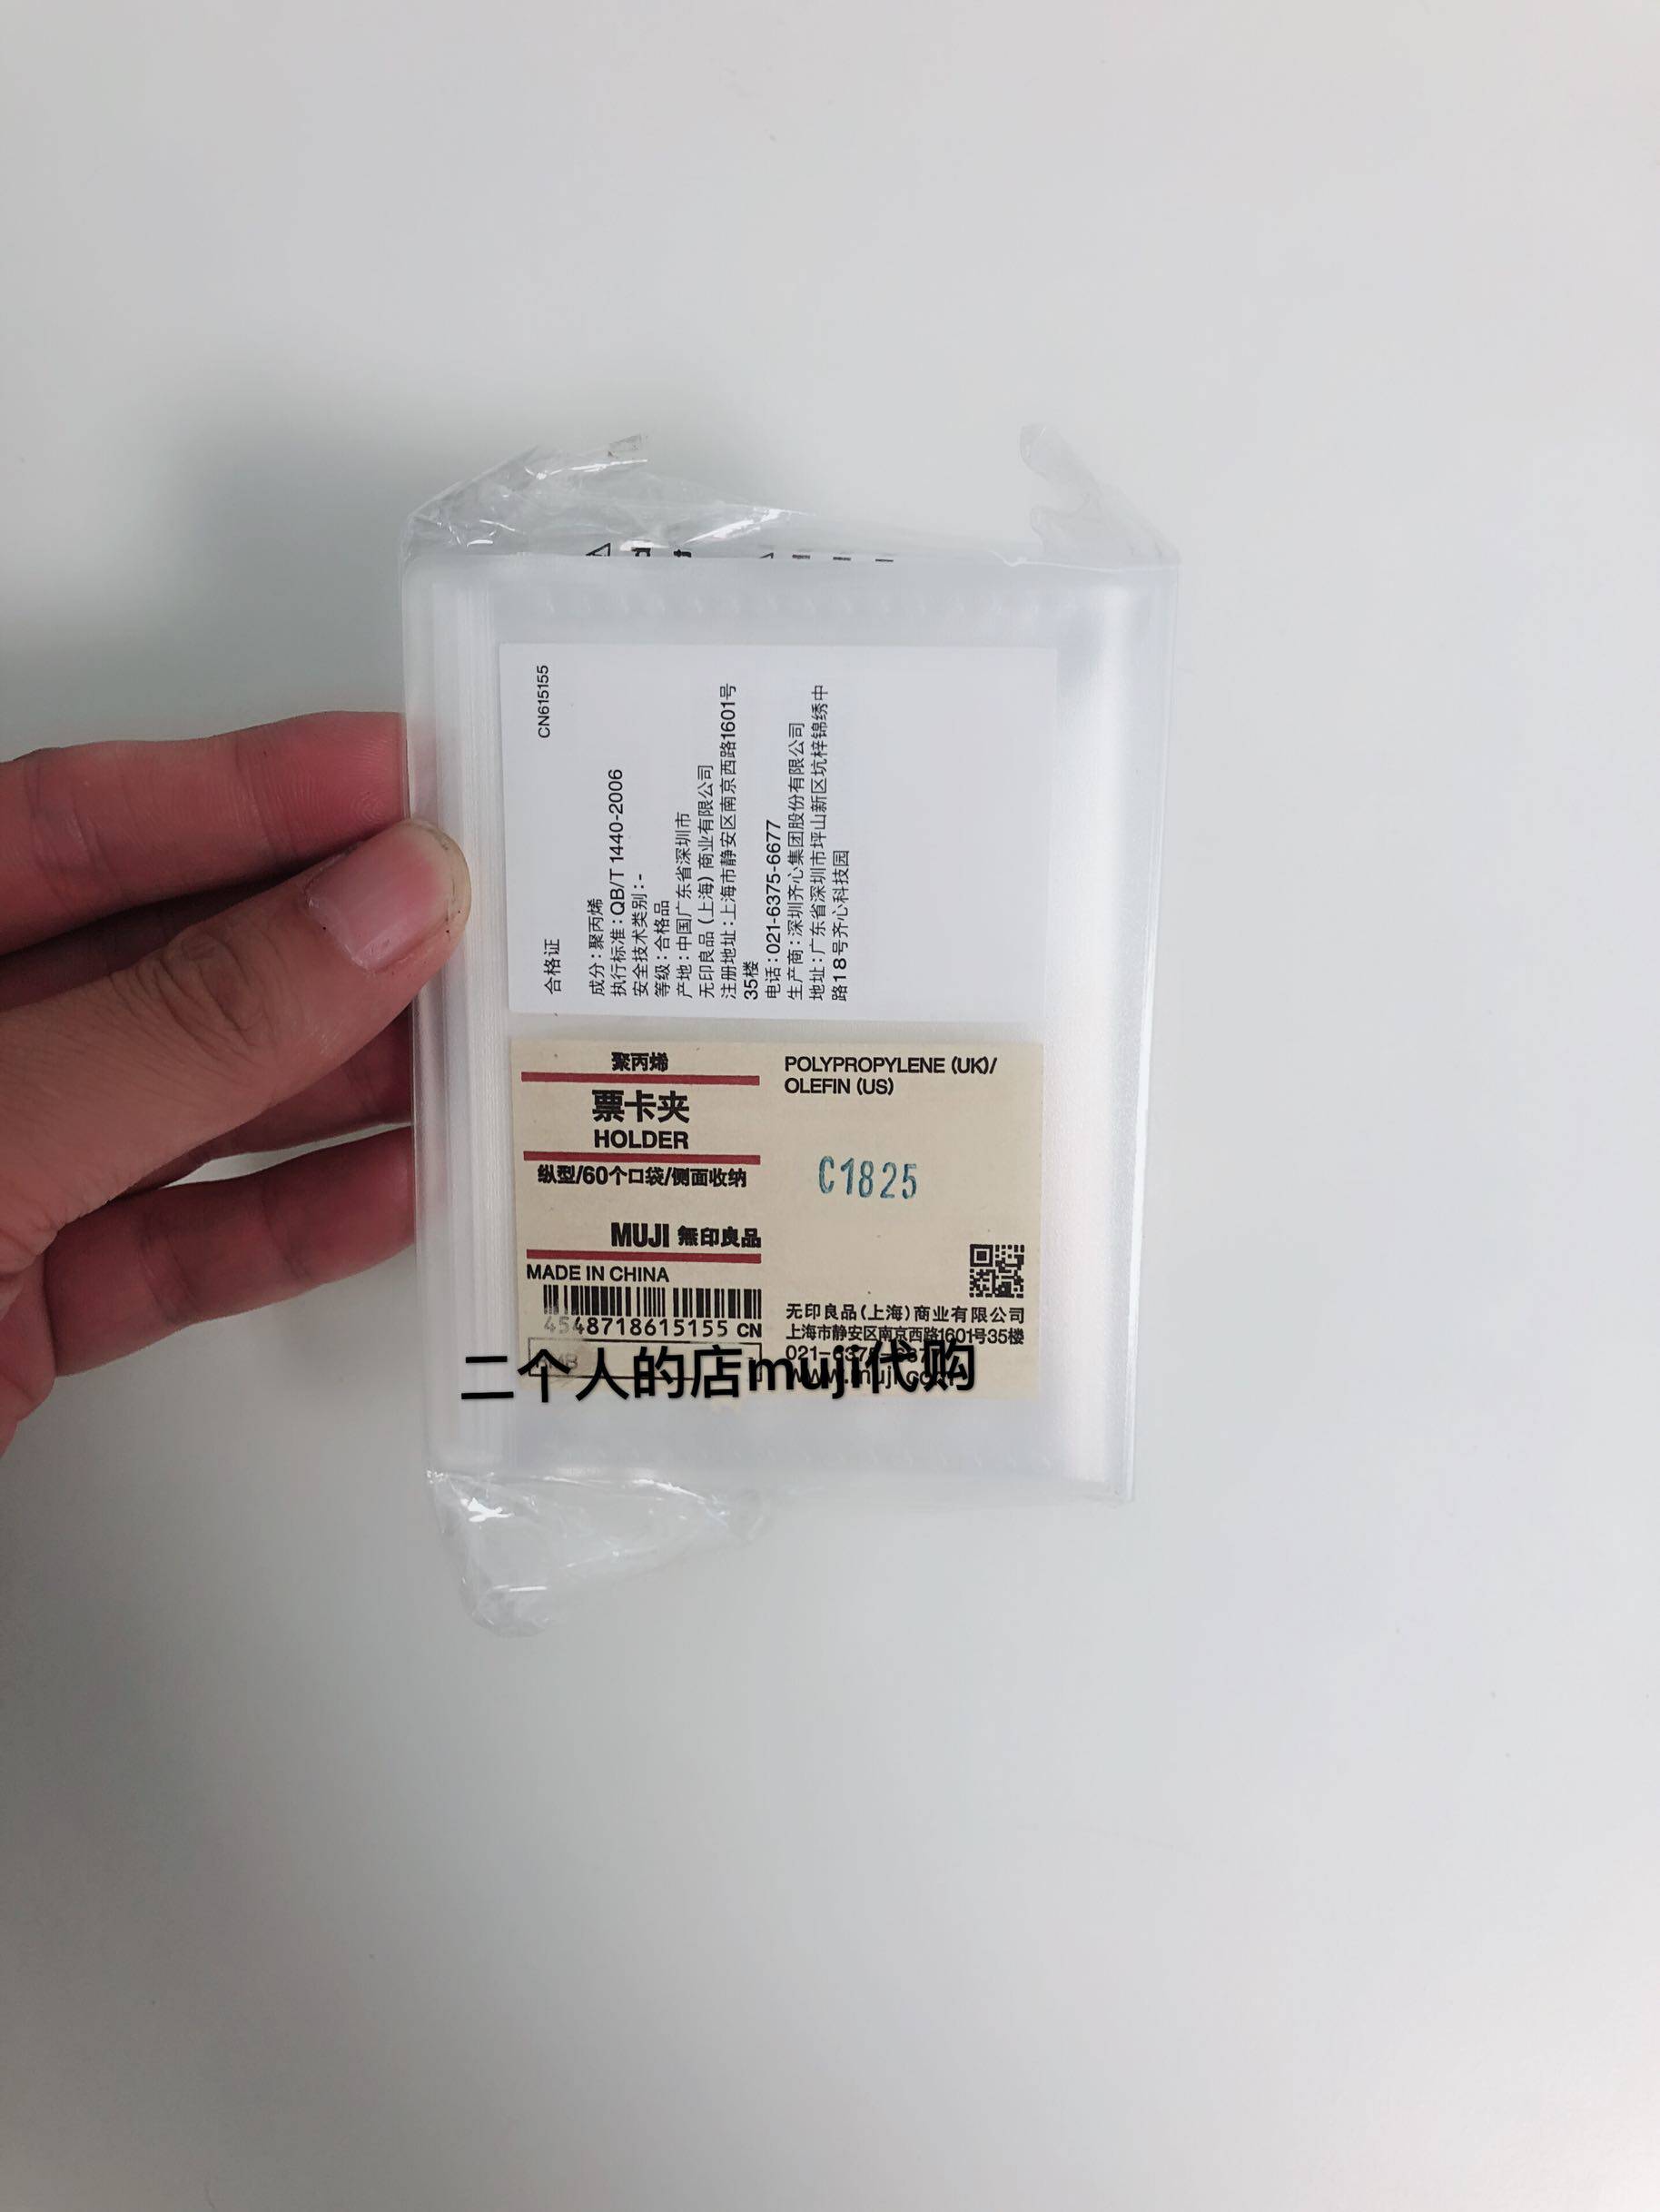 CN615155
合格证
成分：聚丙烯
执行标准：QB/T 1440-2006
安全技术类别：-
等级：合格品
产地：中国广东省深圳市
无印良品（上海）商业有限公司
注册地址：上海市静安区南京西路1601号
35楼
电话：021-6375-6677
生产商：深圳齐心集团股份有限公司
地址：广东省深圳市坪山新区坑梓锦绣中
路18号齐心科技园
聚丙烯
票卡夹
HOLDER
纵型/60个口袋/侧面收纳
MUJI 無印良品
MADE IN CHINA
4548718615155 CN
POLYPROPYLENE (UK)/
OLEFIN (US)
C1825
无印良品(上海)商业有限公司
上海市静安区南京西路1601号35楼
www.muji.com
二个人的店muji代购